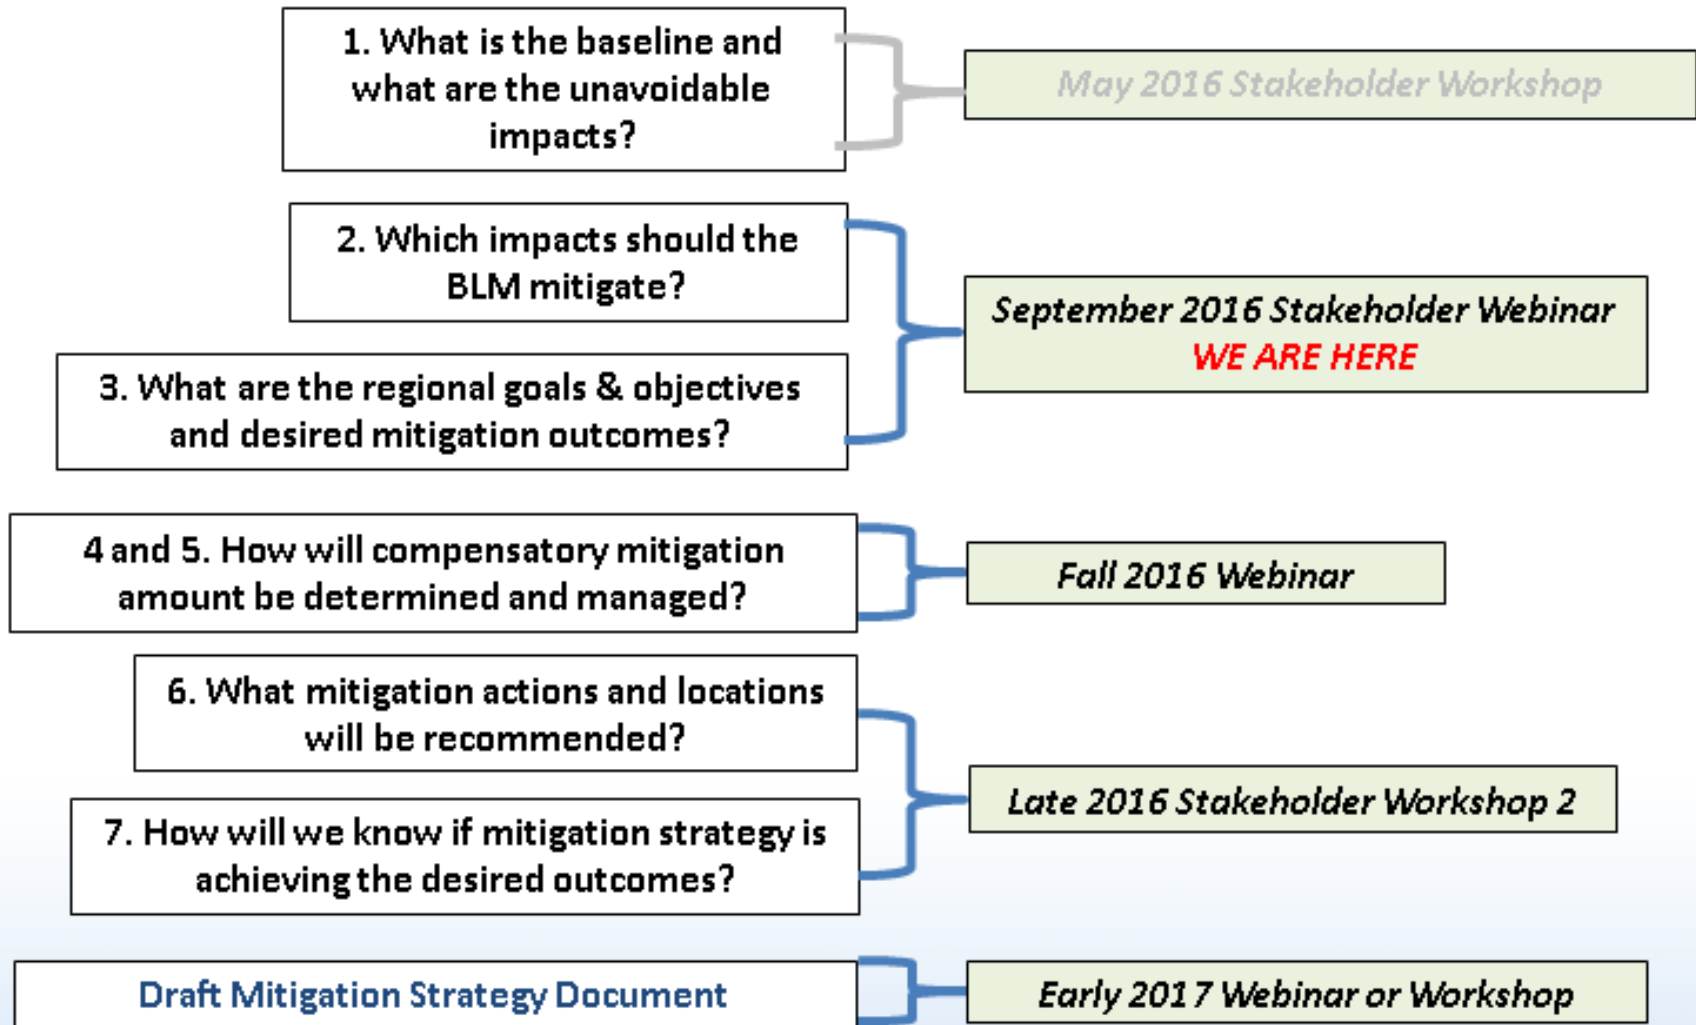 1. What is the baseline and
what are the unavoidable
impacts?
May 2016 Stakeholder Workshop
2. Which impacts should the
BLM mitigate?
3. What are the regional goals & objectives
and desired mitigation outcomes?
September 2016 Stakeholder Webinar
WE ARE HERE
4 and 5. How will compensatory mitigation
amount be determined and managed?
Fall 2016 Webinar
6. What mitigation actions and locations
will be recommended?
7. How will we know if mitigation strategy is
achieving the desired outcomes?
Late 2016 Stakeholder Workshop 2
Draft Mitigation Strategy Document
Early 2017 Webinar or Workshop